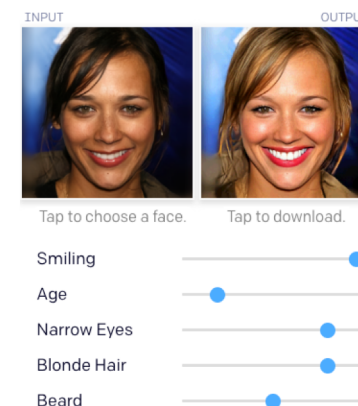 INPUT
OUTPU
Tap to choose a face.
Tap to download.
Smiling
Age
Narrow Eyes
Blonde Hair
Beard